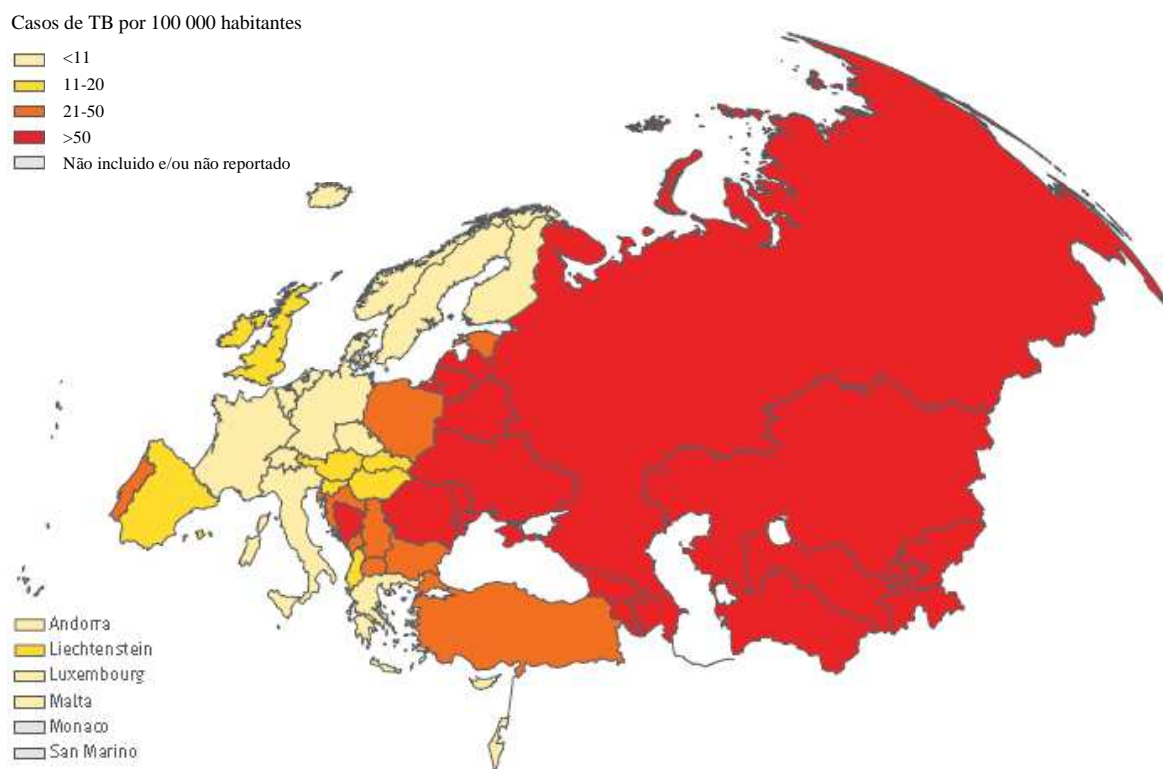 Casos de TB por 100 000 habitantes
<11
11-20
21-50
>50
Não incluido e/ou não reportado
Andorra
Liechtenstein
Luxembourg
Malta
Monaco
San Marino